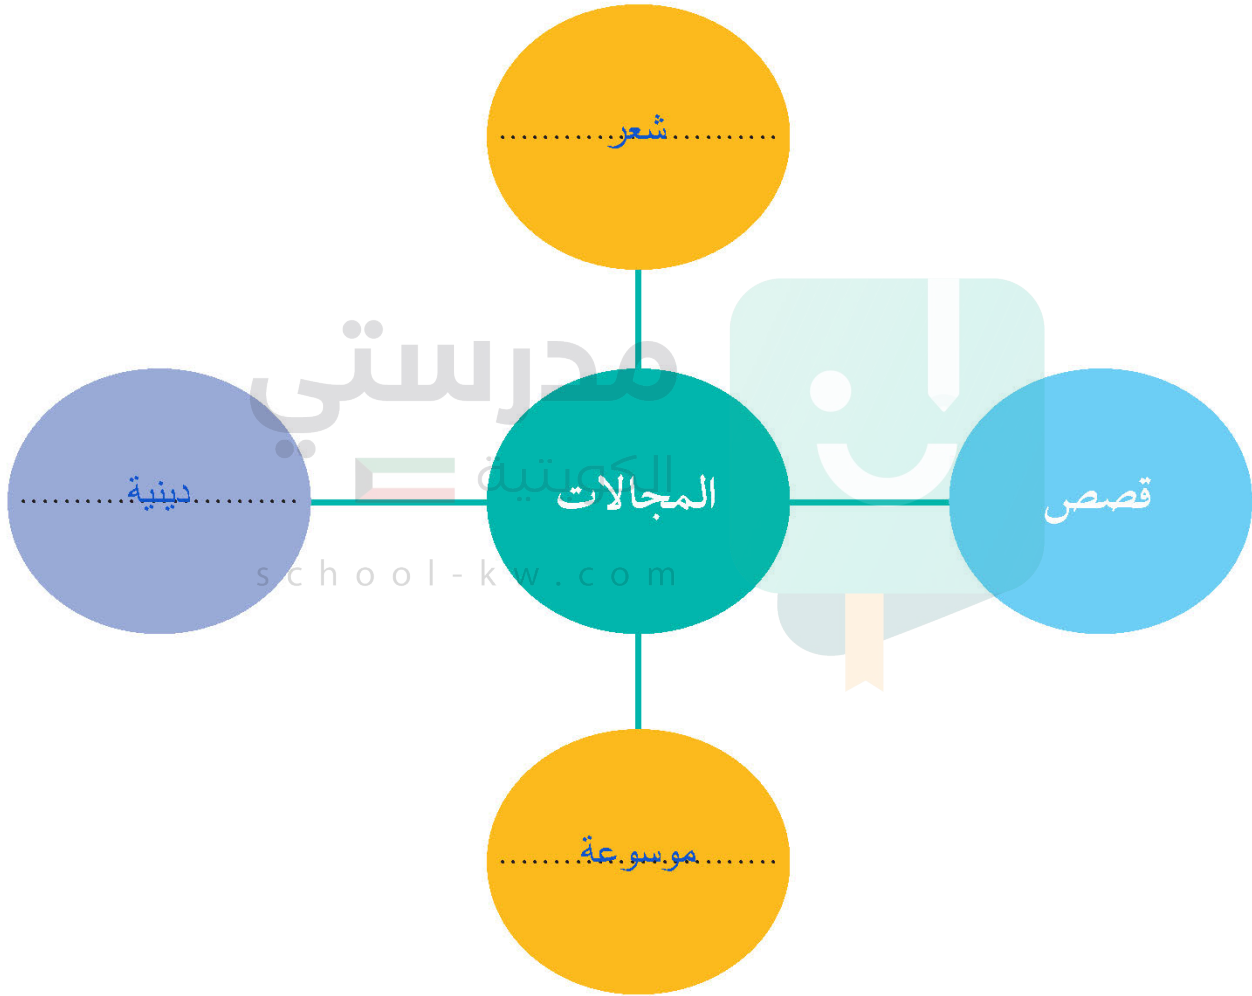 شعر
مدرستي
الكويتية
school-kw.com
قصص
المجالات
دينية
موسوعة